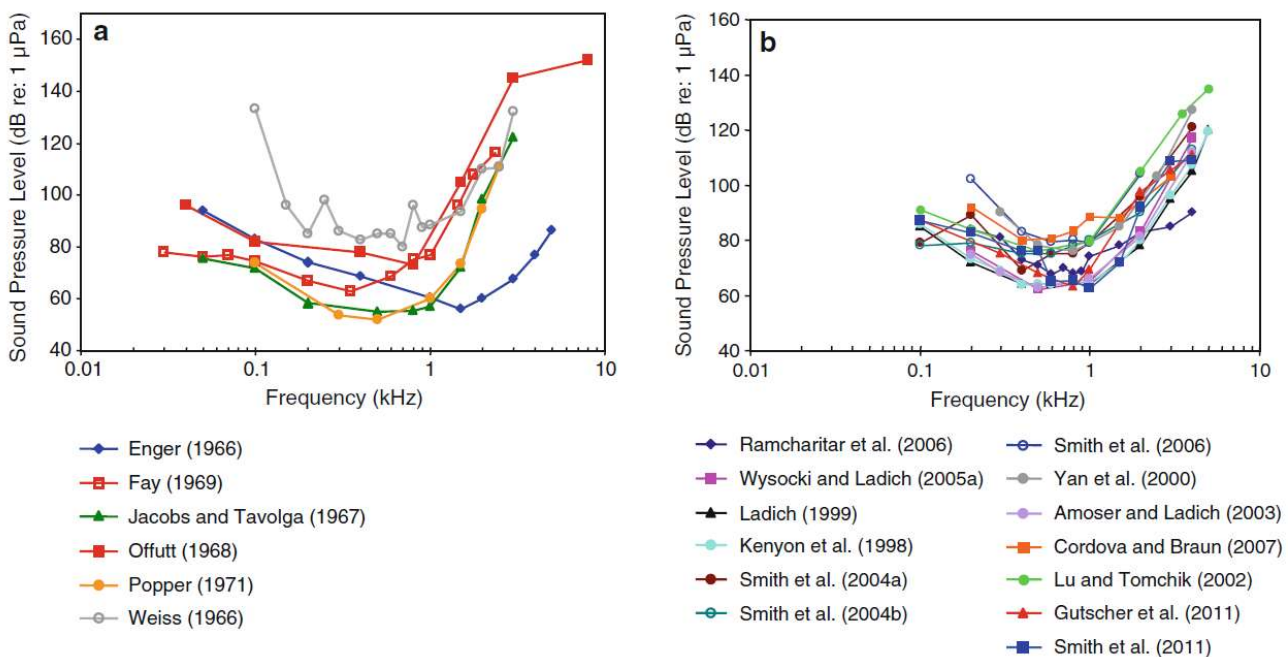 a
160
140
120
100
80
60
40
0.01
0.1
1
10
Sound Pressure Level (dB re: 1 µPa)
Frequency (kHz)
Enger (1966)
Fay (1969)
Jacobs and Tavolga (1967)
Offutt (1968)
Popper (1971)
Weiss (1966)
b
160
140
120
100
80
60
40
0.01
0.1
1
10
Sound Pressure Level (dB re: 1 µPa)
Frequency (kHz)
Ramcharitar et al. (2006)
Wysocki and Ladich (2005a)
Ladich (1999)
Kenyon et al. (1998)
Smith et al. (2004a)
Smith et al. (2004b)
Smith et al. (2006)
Yan et al. (2000)
Amoser and Ladich (2003)
Cordova and Braun (2007)
Lu and Tomchik (2002)
Gutscher et al. (2011)
Smith et al. (2011)